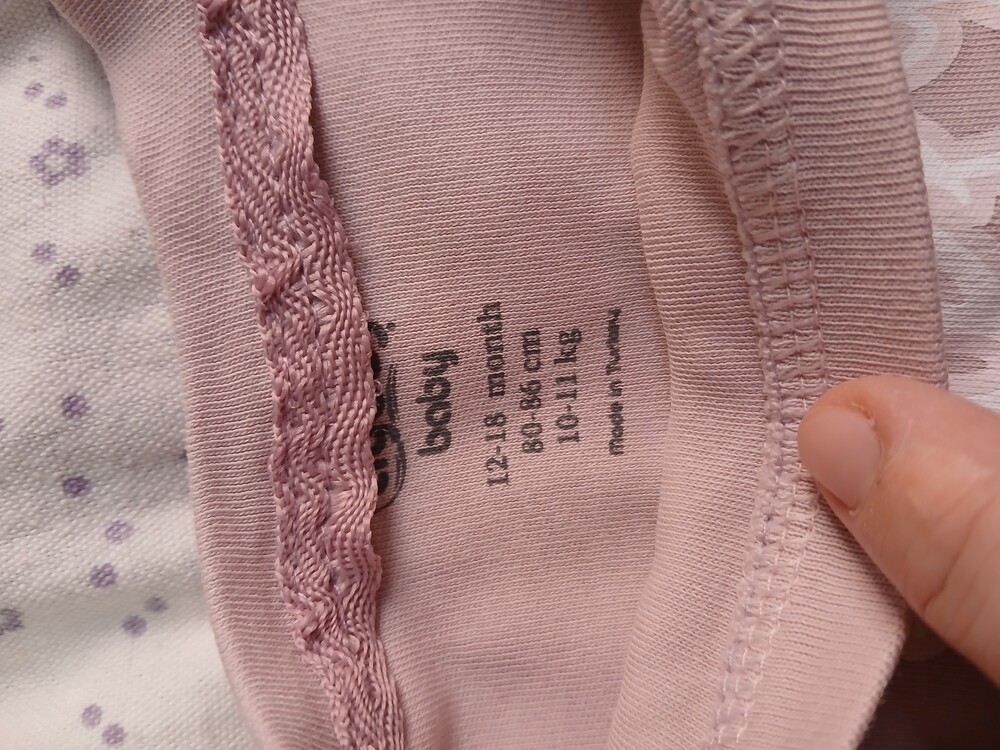 baby
12-18 month
80-86 cm
10-11 kg
Made in Turkey